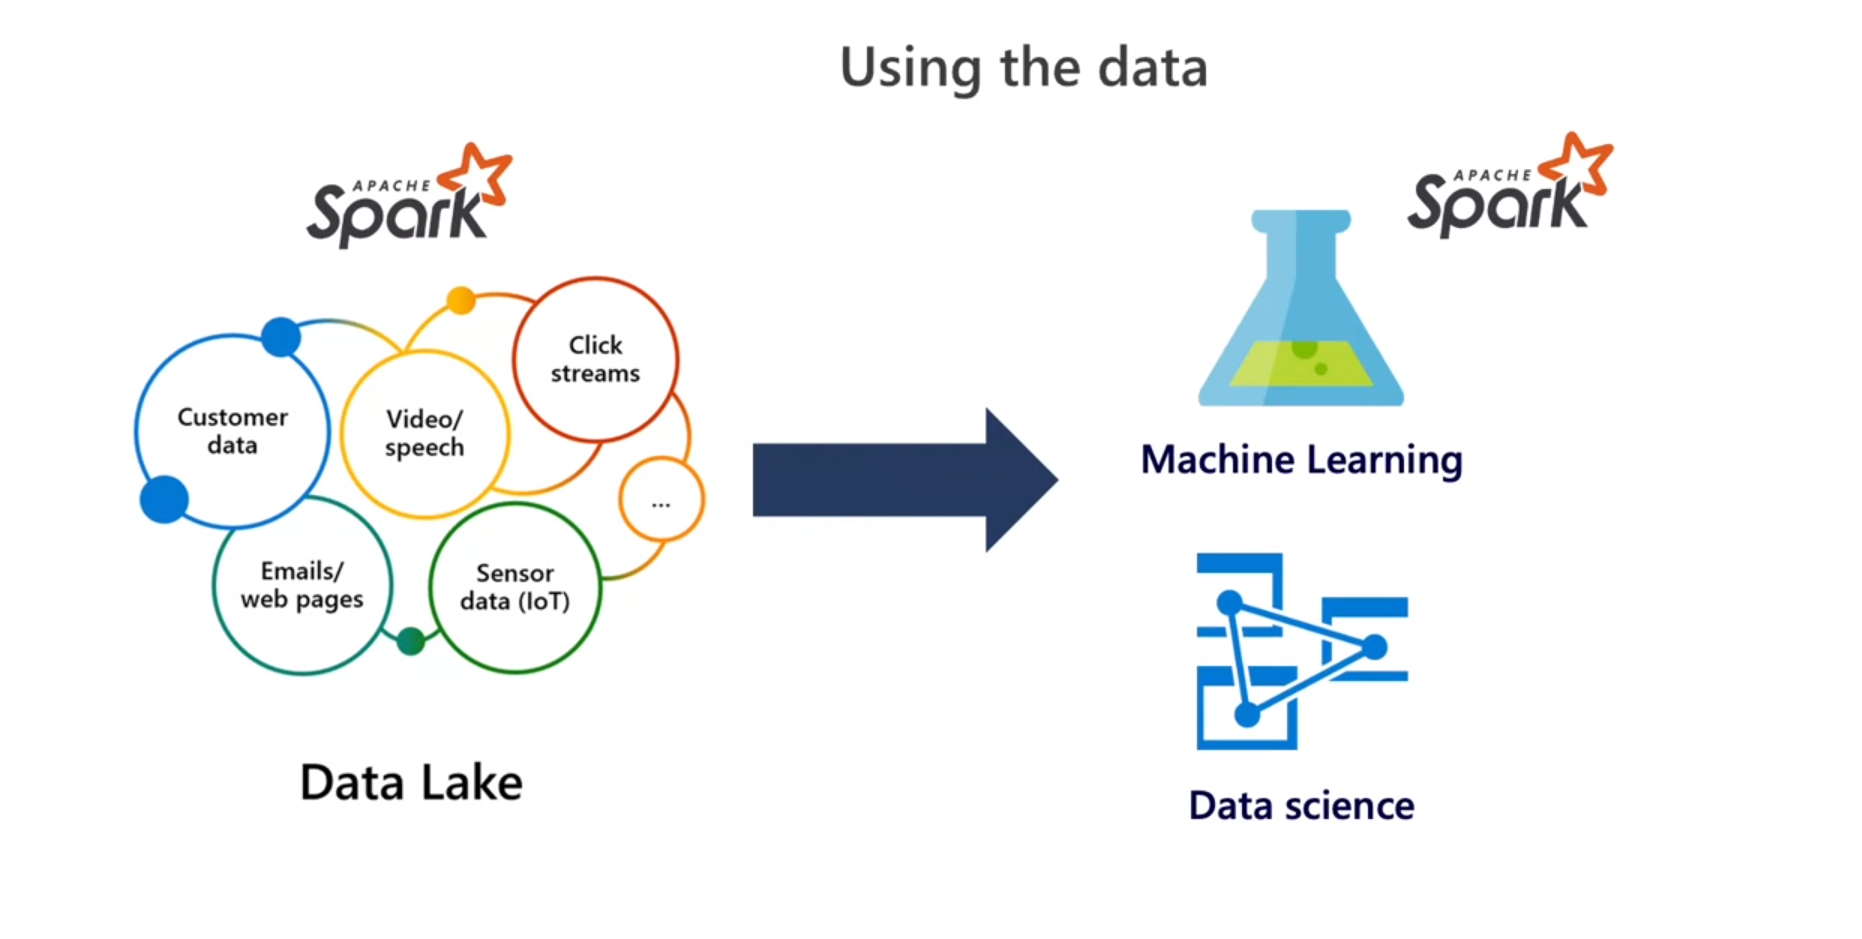 Using the data
APACHE
Spark
Click
streams
Customer
data
Video/
speech
...
Emails/
web pages
Sensor
data (IoT)
Data Lake
APACHE
Spark
Machine Learning
Data science